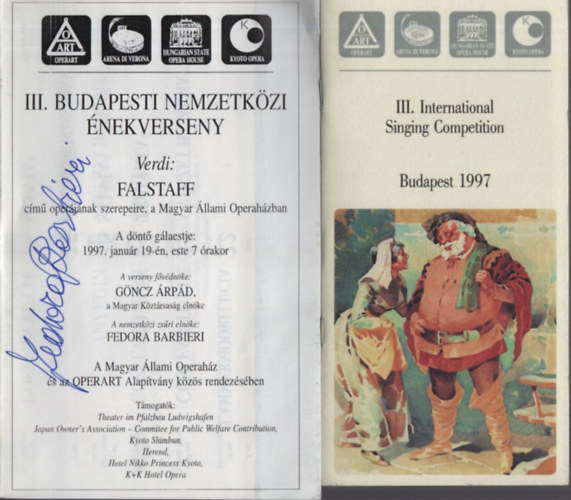 OPERART
ARENA DI VERONA
HUNGARIAN STATE
OPERA HOUSE
K
KYOTO OPERA
III. BUDAPESTI NEMZETKÖZI
ÉNEKVERSENY
Verdi:
FALSTAFF
című operájának szerepeire, a Magyar Állami Operaházban
A döntő gálaestje:
1997. január 19-én, este 7 órakor
A verseny fővédnöke:
GÖNCZ ÁRPÁD,
a Magyar Köztársaság elnöke
A nemzetközi zsűri elnöke:
FEDORA BARBIERI
A Magyar Állami Operaház
és az OPERART Alapítvány közös rendezésében
Támogatók:
Theater im Pfalzbau Ludwigshafen
Japan Owner's Association – Commitee for Public Welfare Contribution,
Kyoto Shimbun,
Herend,
Hotel Nikko Princess Kyoto,
K+K Hotel Opera
Fedora Barbieri
O
ART
OPERART
ARENA DI VERONA
HUNGARIAN STATE
OPERA HOUSE
K
KYOTO OPERA
III. International
Singing Competition
Budapest 1997